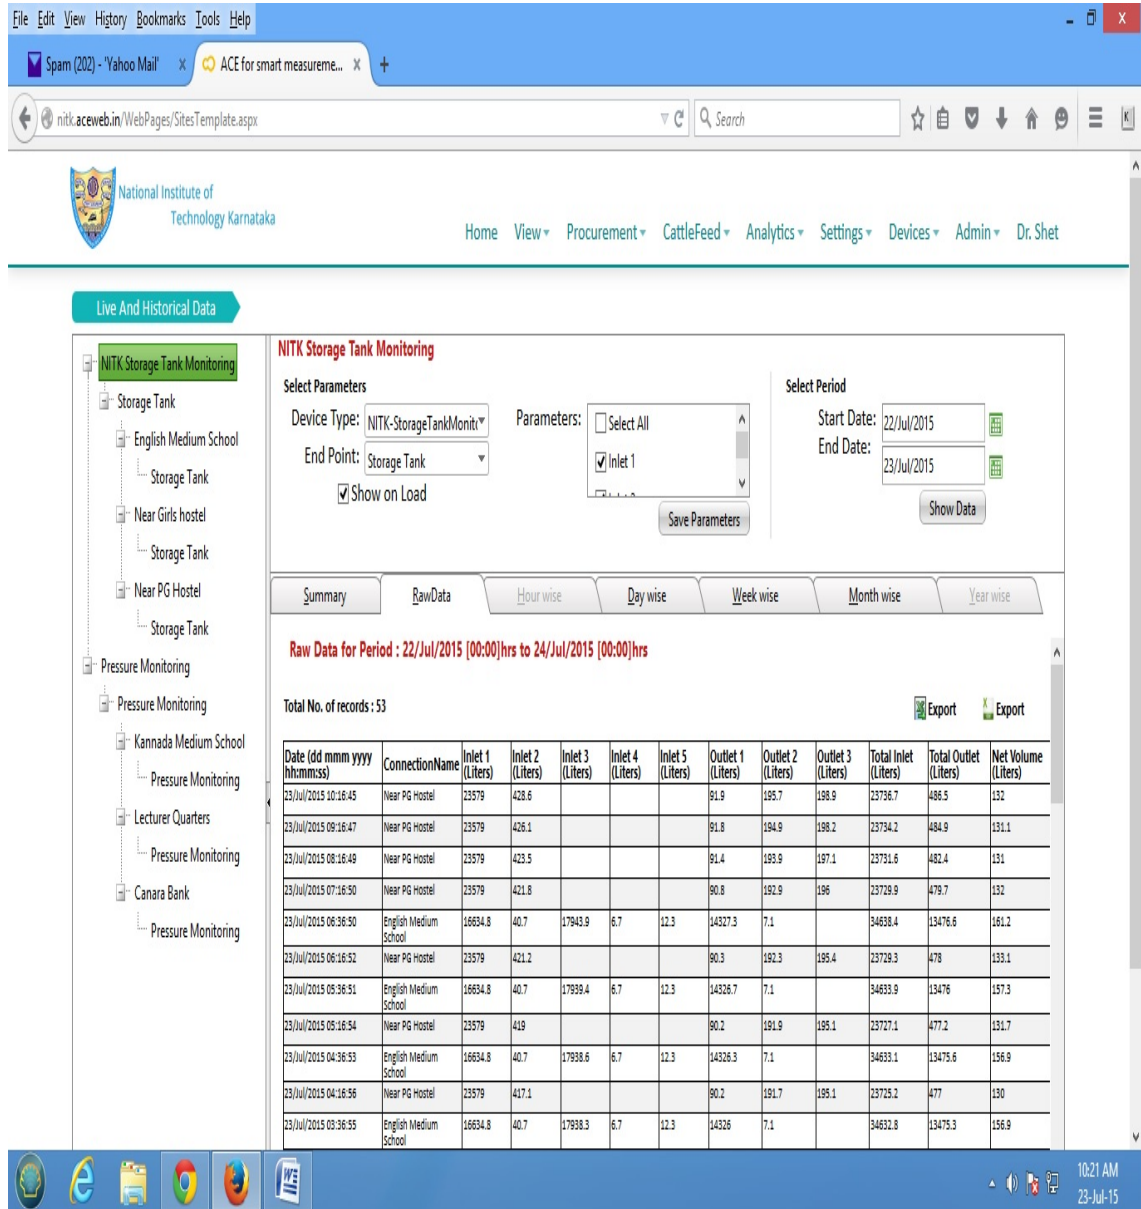 File Edit View History Bookmarks Tools Help
Spam (202) - 'Yahoo Mail' x ACE for smart measureme... x +
nitk.aceweb.in/WebPages/SitesTemplate.aspx Search K
National Institute of
Technology Karnataka
Home View Procurement CattleFeed Analytics Settings Devices Admin Dr. Shet
Live And Historical Data
NITK Storage Tank Monitoring
Storage Tank
English Medium School
Storage Tank
Near Girls hostel
Storage Tank
Near PG Hostel
Storage Tank
Pressure Monitoring
Pressure Monitoring
Kannada Medium School
Pressure Monitoring
Lecturer Quarters
Pressure Monitoring
Canara Bank
Pressure Monitoring
NITK Storage Tank Monitoring
Select Parameters
Device Type: NITK-StorageTankMonit
End Point: Storage Tank
Show on Load
Parameters: Select All
Inlet 1
Save Parameters
Select Period
Start Date: 22/Jul/2015
End Date: 23/Jul/2015
Show Data
Summary RawData Hour wise Day wise Week wise Month wise Year wise
Raw Data for Period : 22/Jul/2015 [00:00]hrs to 24/Jul/2015 [00:00]hrs
Total No. of records : 53 Export Export
Date (dd mmm yyyy hh:mm:ss) ConnectionName Inlet 1 (Liters) Inlet 2 (Liters) Inlet 3 (Liters) Inlet 4 (Liters) Inlet 5 (Liters) Outlet 1 (Liters) Outlet 2 (Liters) Outlet 3 (Liters) Total Inlet (Liters) Total Outlet (Liters) Net Volume (Liters)
23/Jul/2015 10:16:45 Near PG Hostel 23579 428.6 91.9 195.7 198.9 23736.7 486.5 132
23/Jul/2015 09:16:47 Near PG Hostel 23579 426.1 91.8 194.9 198.2 23734.2 484.9 131.1
23/Jul/2015 08:16:49 Near PG Hostel 23579 423.5 91.4 193.9 197.1 23731.6 482.4 131
23/Jul/2015 07:16:50 Near PG Hostel 23579 421.8 90.8 192.9 196 23729.9 479.7 132
23/Jul/2015 06:36:50 English Medium School 16634.8 40.7 17943.9 6.7 12.3 14327.3 7.1 34638.4 13476.6 161.2
23/Jul/2015 06:16:52 Near PG Hostel 23579 421.2 90.3 192.3 195.4 23729.3 478 133.1
23/Jul/2015 05:36:51 English Medium School 16634.8 40.7 17939.4 6.7 12.3 14326.7 7.1 34633.9 13476 157.3
23/Jul/2015 05:16:54 Near PG Hostel 23579 419 90.2 191.9 195.1 23727.1 477.2 131.7
23/Jul/2015 04:36:53 English Medium School 16634.8 40.7 17938.6 6.7 12.3 14326.3 7.1 34633.1 13475.6 156.9
23/Jul/2015 04:16:56 Near PG Hostel 23579 417.1 90.2 191.7 195.1 23725.2 477 130
23/Jul/2015 03:36:55 English Medium School 16634.8 40.7 17938.3 6.7 12.3 14326 7.1 34632.8 13475.3 156.9
10:21 AM
23-Jul-15